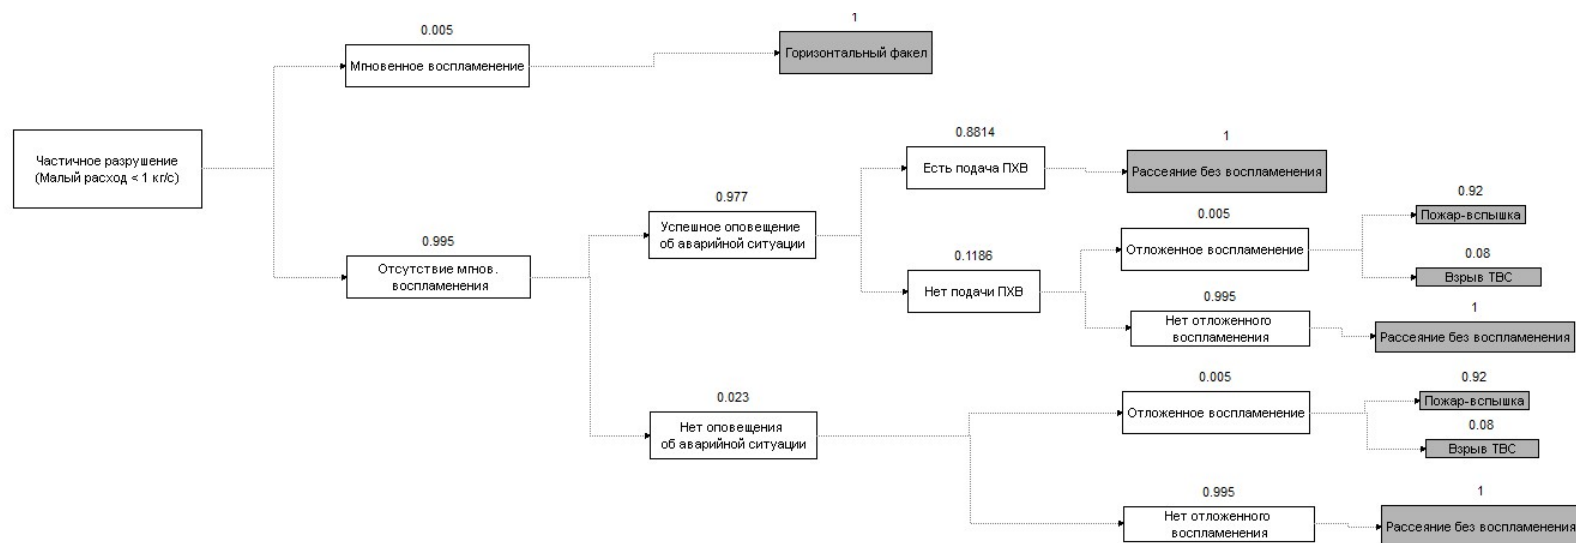 0.005
Мгновенное воспламенение
1
Горизонтальный факел
Частичное разрушение
(Малый расход < 1 кг/с)
0.995
Отсутствие мгнов.
воспламенения
0.977
Успешное оповещение
об аварийной ситуации
0.8814
Есть подача ПХВ
1
Рассеяние без воспламенения
0.1186
Нет подачи ПХВ
0.005
Отложенное воспламенение
0.92
Пожар-вспышка
0.08
Взрыв ТВС
0.995
Нет отложенного
воспламенения
1
Рассеяние без воспламенения
0.023
Нет оповещения
об аварийной ситуации
0.005
Отложенное воспламенение
0.92
Пожар-вспышка
0.08
Взрыв ТВС
0.995
Нет отложенного
воспламенения
1
Рассеяние без воспламенения